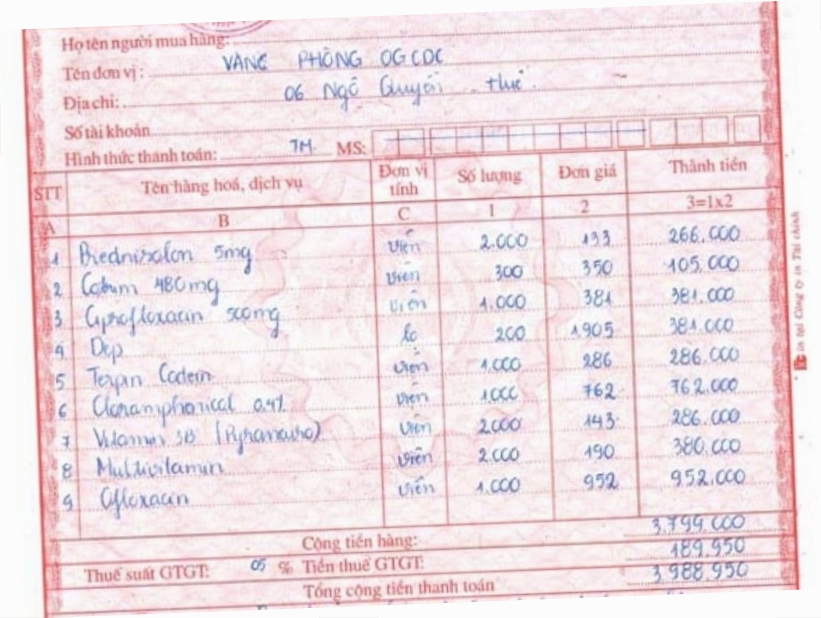 Họ tên người mua hàng:
Tên đơn vị: VĂNG PHÒNG OGCDC
Địa chỉ: 06 Ngô Quyền Huế
Số tài khoản
Hình thức thanh toán: TM. MS:
STT Tên hàng hoá, dịch vụ Đơn vị tính Số lượng Đơn giá Thành tiền
A B C 1 2 3=1x2
1 Prednisolon 5mg Viên 2.000 133 266.000
2 Cotrim 480mg Viên 300 350 105.000
3 Ciprofloxacin 500mg Viên 1.000 381 381.000
4 Dep lọ 200 1.905 381.000
5 Terpin Codein Viên 1.000 286 286.000
6 Cloramphenical 0,4% Viên 1000 762 762.000
7 Vitamin 3B (Pyraneuro) Viên 2.000 143 286.000
8 Multivitamin Viên 2.000 190 380.000
9 Ofloxacin Viên 1.000 952 952.000
Cộng tiền hàng: 3.799.000
Thuế suất GTGT: 05 % Tiền thuế GTGT: 189.950
Tổng cộng tiền thanh toán 3.988.950
in tại Công ty in Tài chính